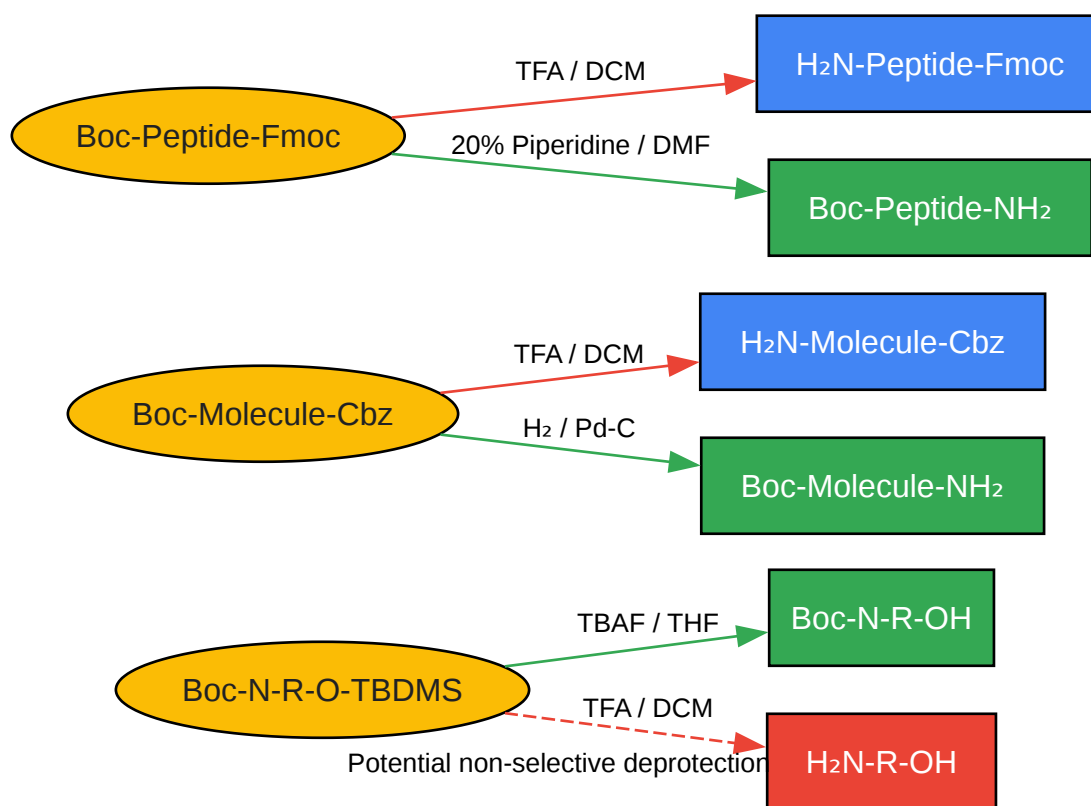 H₂N-Peptide-Fmoc
TFA / DCM
Boc-Peptide-Fmoc
20% Piperidine / DMF
Boc-Peptide-NH₂
H₂N-Molecule-Cbz
TFA / DCM
Boc-Molecule-Cbz
H₂ / Pd-C
Boc-Molecule-NH₂
Boc-N-R-OH
TBAF / THF
Boc-N-R-O-TBDMS
TFA / DCM
Potential non-selective deprotection
H₂N-R-OH